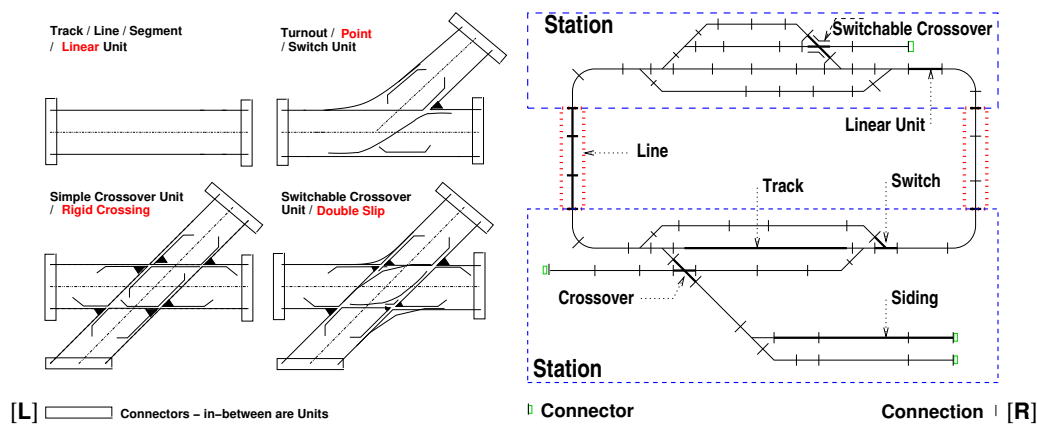 Track / Line / Segment
/ Linear Unit
Turnout / Point
/ Switch Unit
Simple Crossover Unit
/ Rigid Crossing
Switchable Crossover
Unit / Double Slip
[L]
Connectors – in–between are Units
Station
Switchable Crossover
Linear Unit
Line
Track
Switch
Crossover
Siding
Station
Connector
Connection
[R]